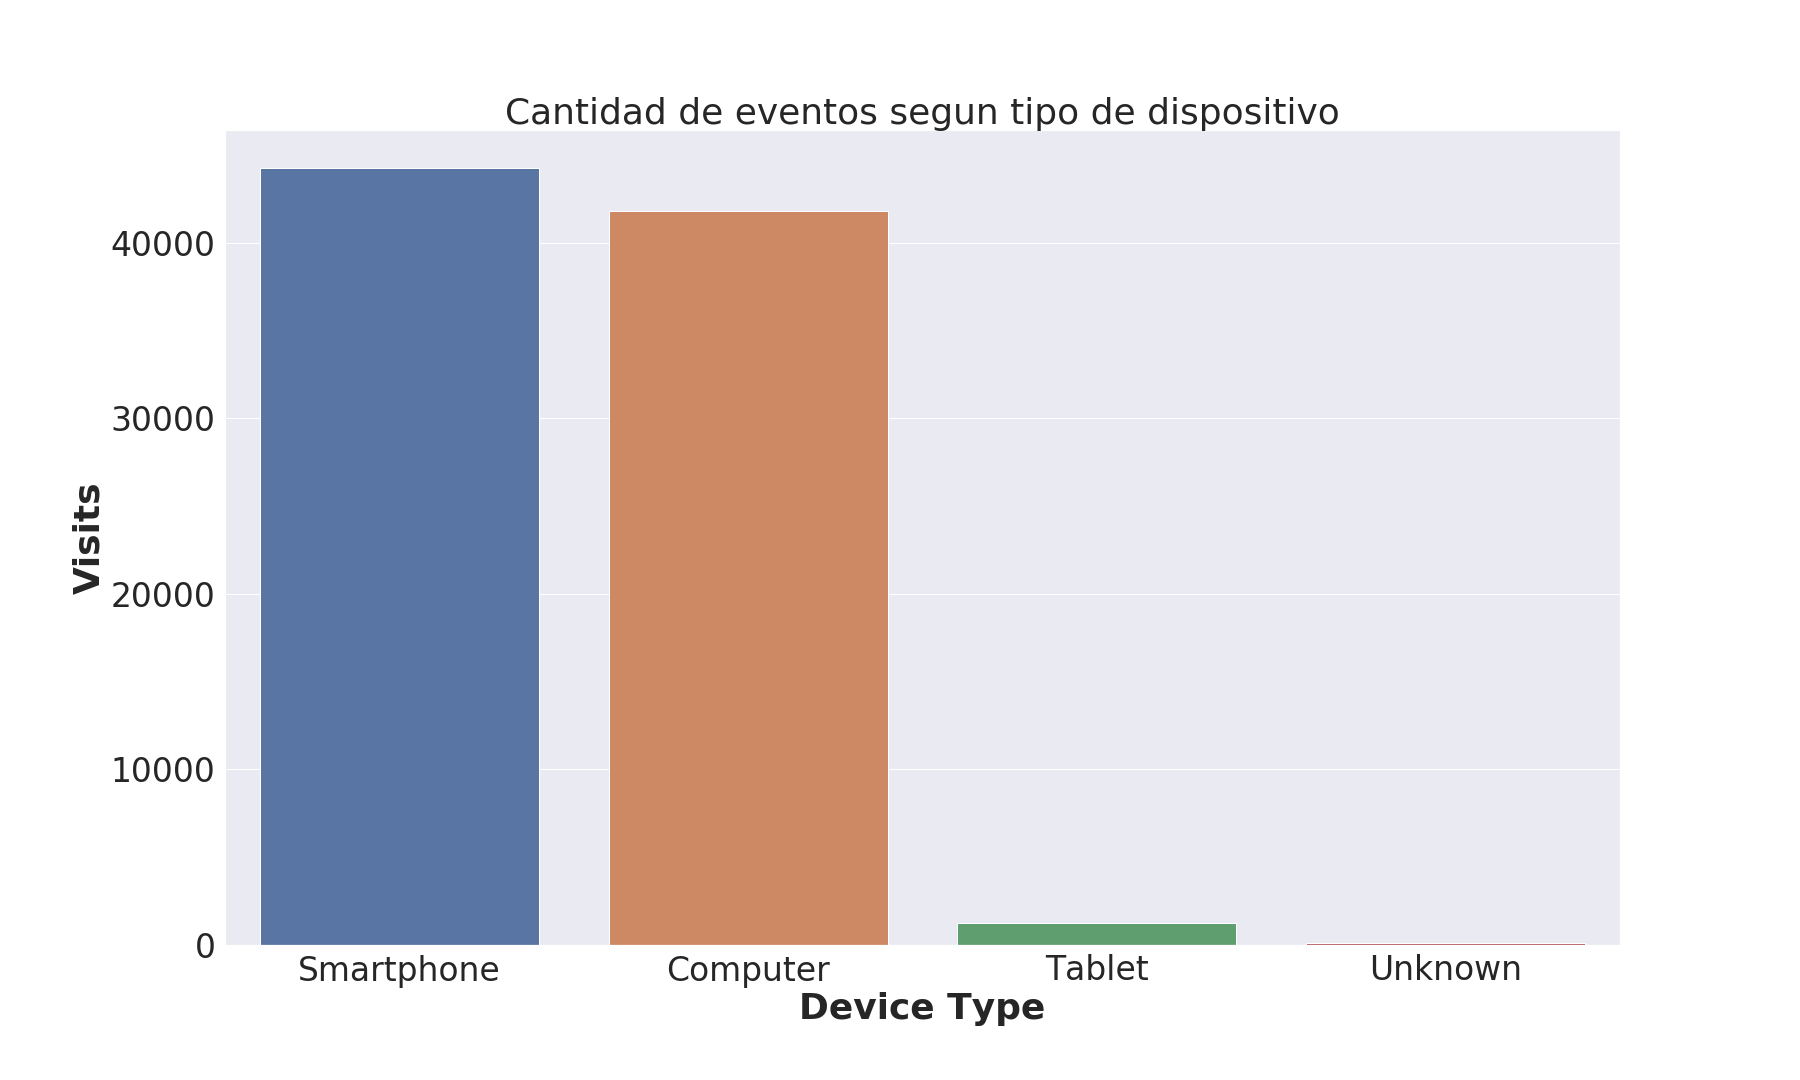 Cantidad de eventos segun tipo de dispositivo
40000
30000
20000
10000
0
Visits
Smartphone
Computer
Tablet
Unknown
Device Type